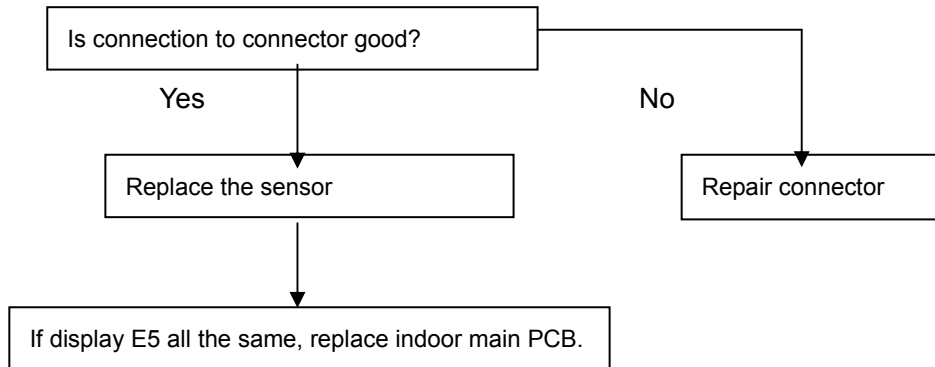 Is connection to connector good?
Yes
No
Replace the sensor
Repair connector
If display E5 all the same, replace indoor main PCB.